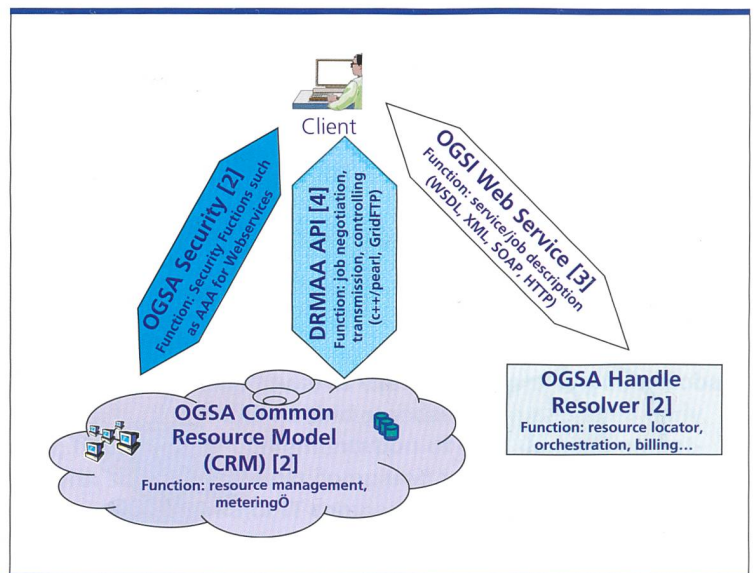 Client
OGSA Security [2]
Function: Security Fuctions such
as AAA for Webservices
DRMAA API [4]
Function: job negotiation,
transmission, controlling
(c++/pearl, GridFTP)
OGSI Web Service [3]
Function: service/job description
(WSDL, XML, SOAP, HTTP)
OGSA Common
Resource Model
(CRM) [2]
Function: resource management,
meteringÖ
OGSA Handle
Resolver [2]
Function: resource locator,
orchestration, billing...